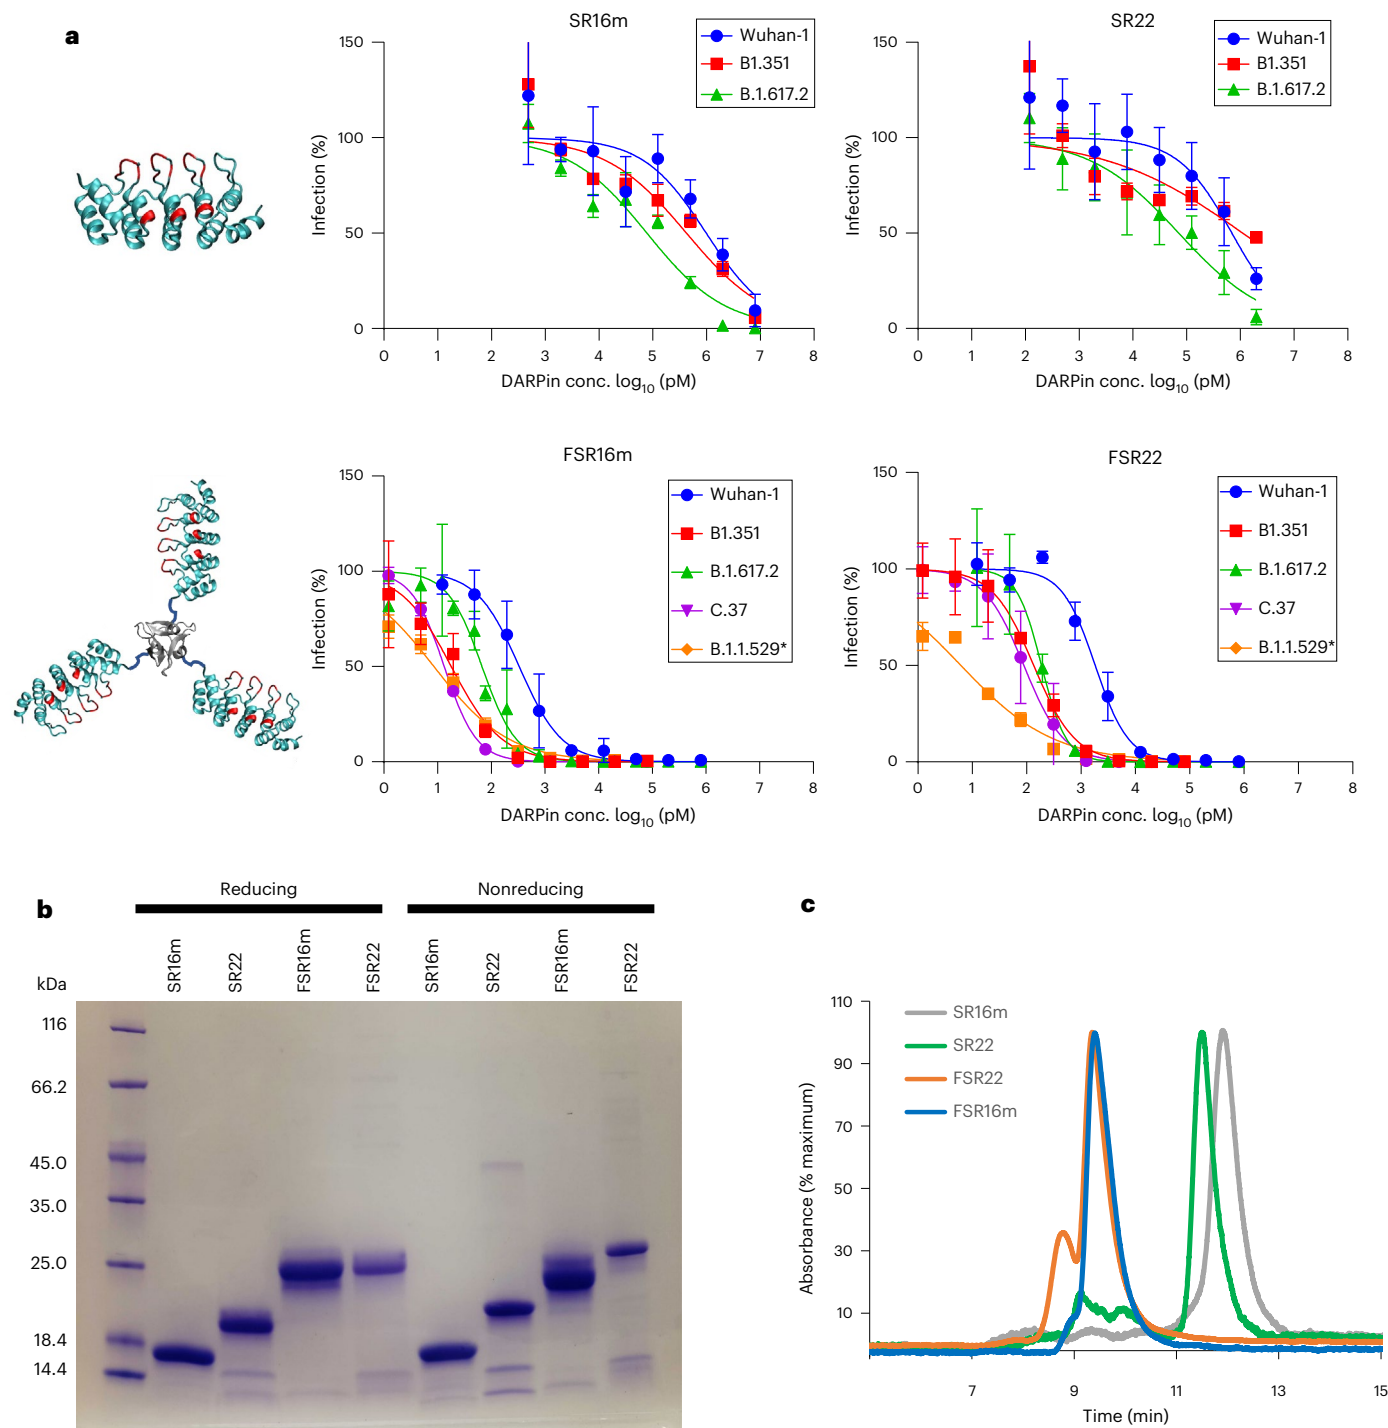 a
SR16m
150
100
50
0
Infection (%)
0 1 2 3 4 5 6 7 8
DARPin conc. log10 (pM)
Wuhan-1
B1.351
B.1.617.2
SR22
150
100
50
0
Infection (%)
0 1 2 3 4 5 6 7 8
DARPin conc. log10 (pM)
Wuhan-1
B1.351
B.1.617.2
FSR16m
150
100
50
0
Infection (%)
0 1 2 3 4 5 6 7 8
DARPin conc. log10 (pM)
Wuhan-1
B1.351
B.1.617.2
C.37
B.1.1.529*
FSR22
150
100
50
0
Infection (%)
0 1 2 3 4 5 6 7 8
DARPin conc. log10 (pM)
Wuhan-1
B1.351
B.1.617.2
C.37
B.1.1.529*
b
Reducing Nonreducing
kDa SR16m SR22 FSR16m FSR22 SR16m SR22 FSR16m FSR22
116
66.2
45.0
35.0
25.0
18.4
14.4
c
110
90
70
50
30
10
Absorbance (% maximum)
SR16m
SR22
FSR22
FSR16m
7 9 11 13 15
Time (min)